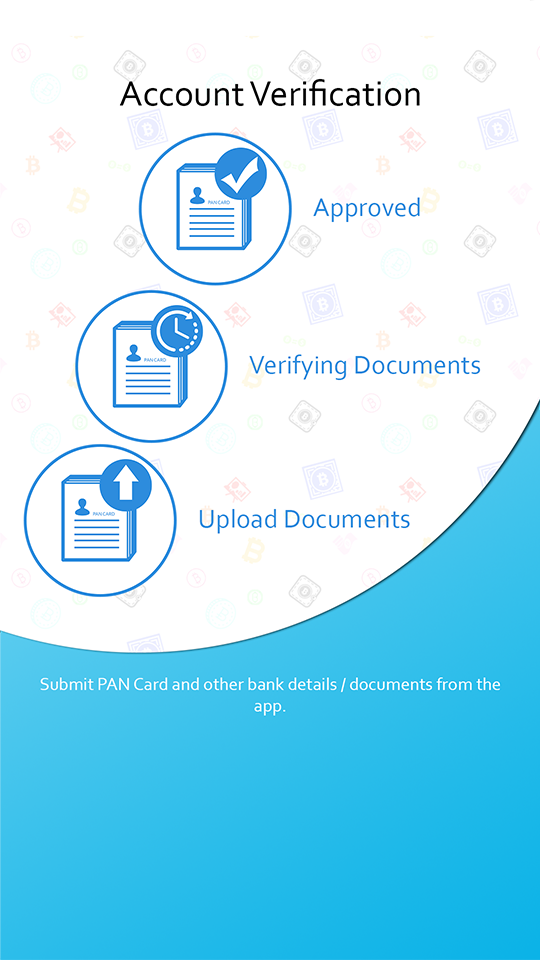 Account Verification
PAN CARD
Approved
PAN CARD
Verifying Documents
PAN CARD
Upload Documents
Submit PAN Card and other bank details / documents from the
app.